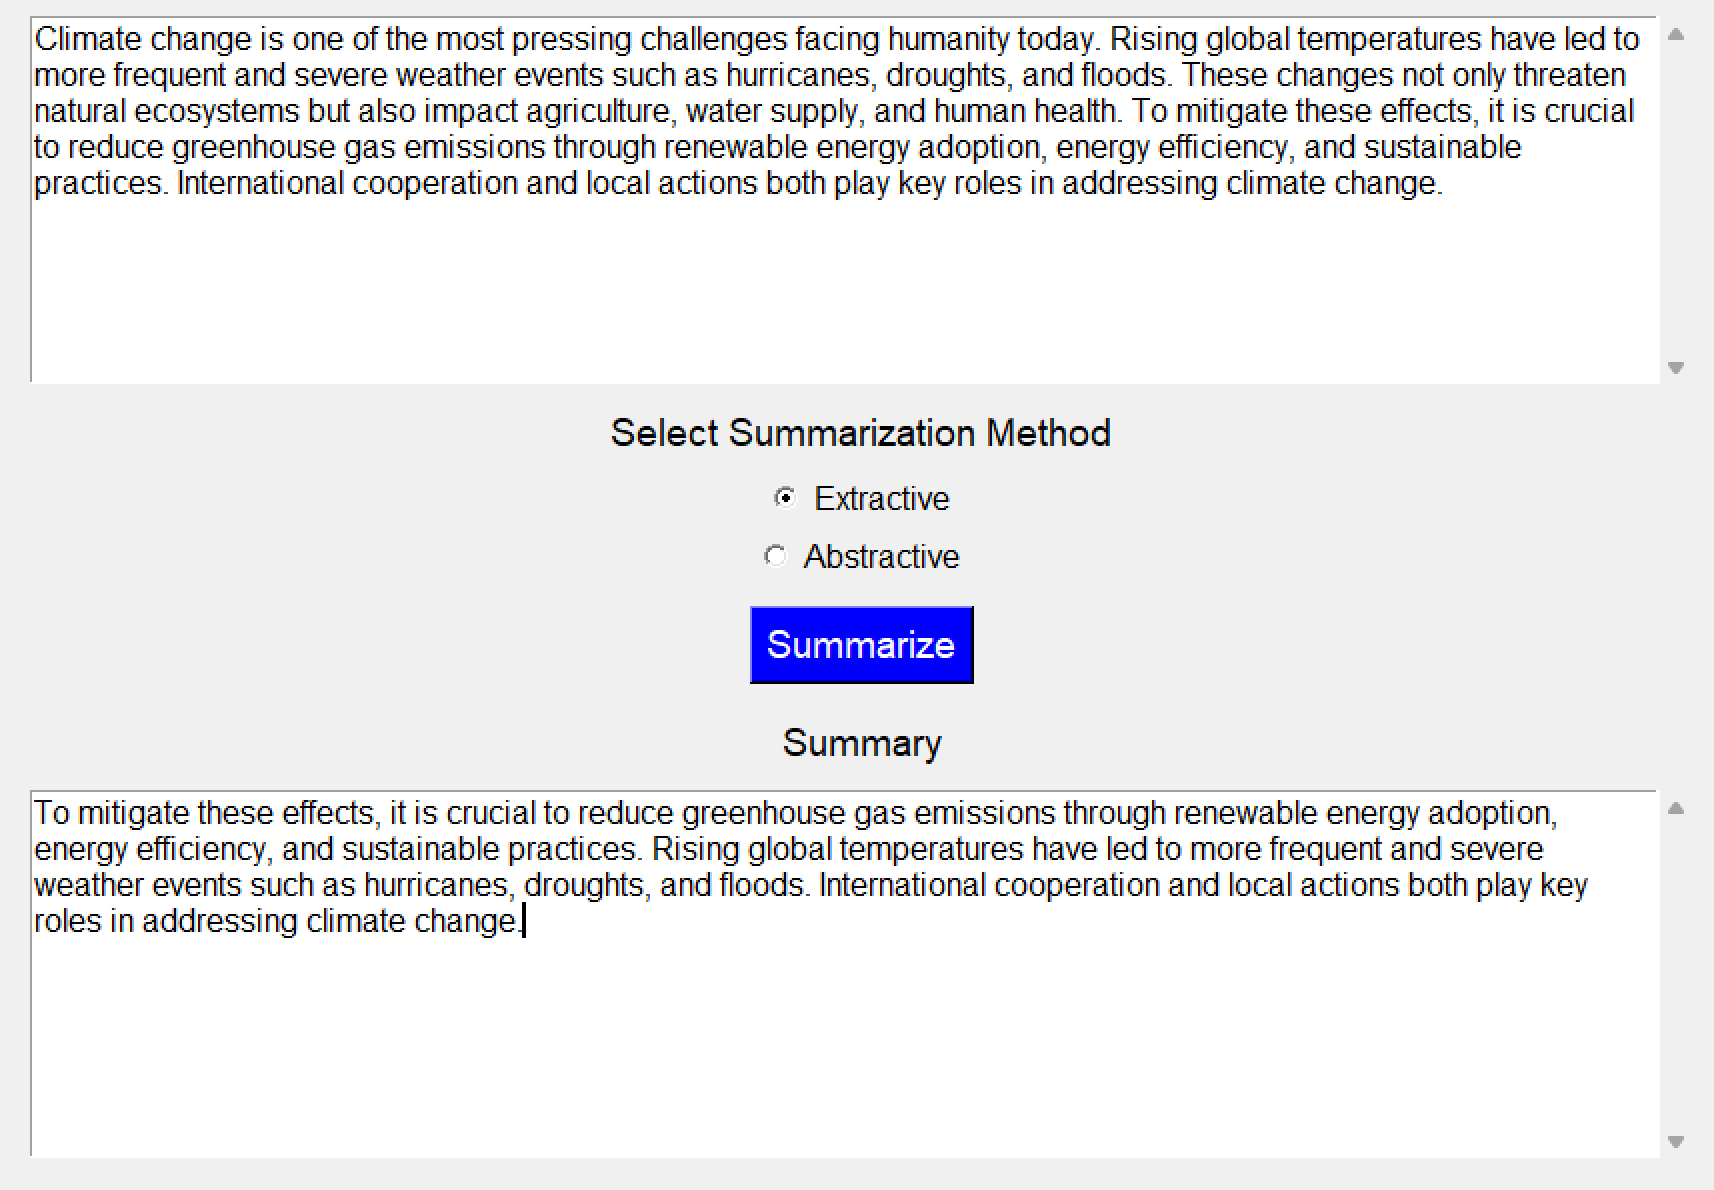 Climate change is one of the most pressing challenges facing humanity today. Rising global temperatures have led to
more frequent and severe weather events such as hurricanes, droughts, and floods. These changes not only threaten
natural ecosystems but also impact agriculture, water supply, and human health. To mitigate these effects, it is crucial
to reduce greenhouse gas emissions through renewable energy adoption, energy efficiency, and sustainable
practices. International cooperation and local actions both play key roles in addressing climate change.
Select Summarization Method
Extractive
Abstractive
Summarize
Summary
To mitigate these effects, it is crucial to reduce greenhouse gas emissions through renewable energy adoption,
energy efficiency, and sustainable practices. Rising global temperatures have led to more frequent and severe
weather events such as hurricanes, droughts, and floods. International cooperation and local actions both play key
roles in addressing climate change.